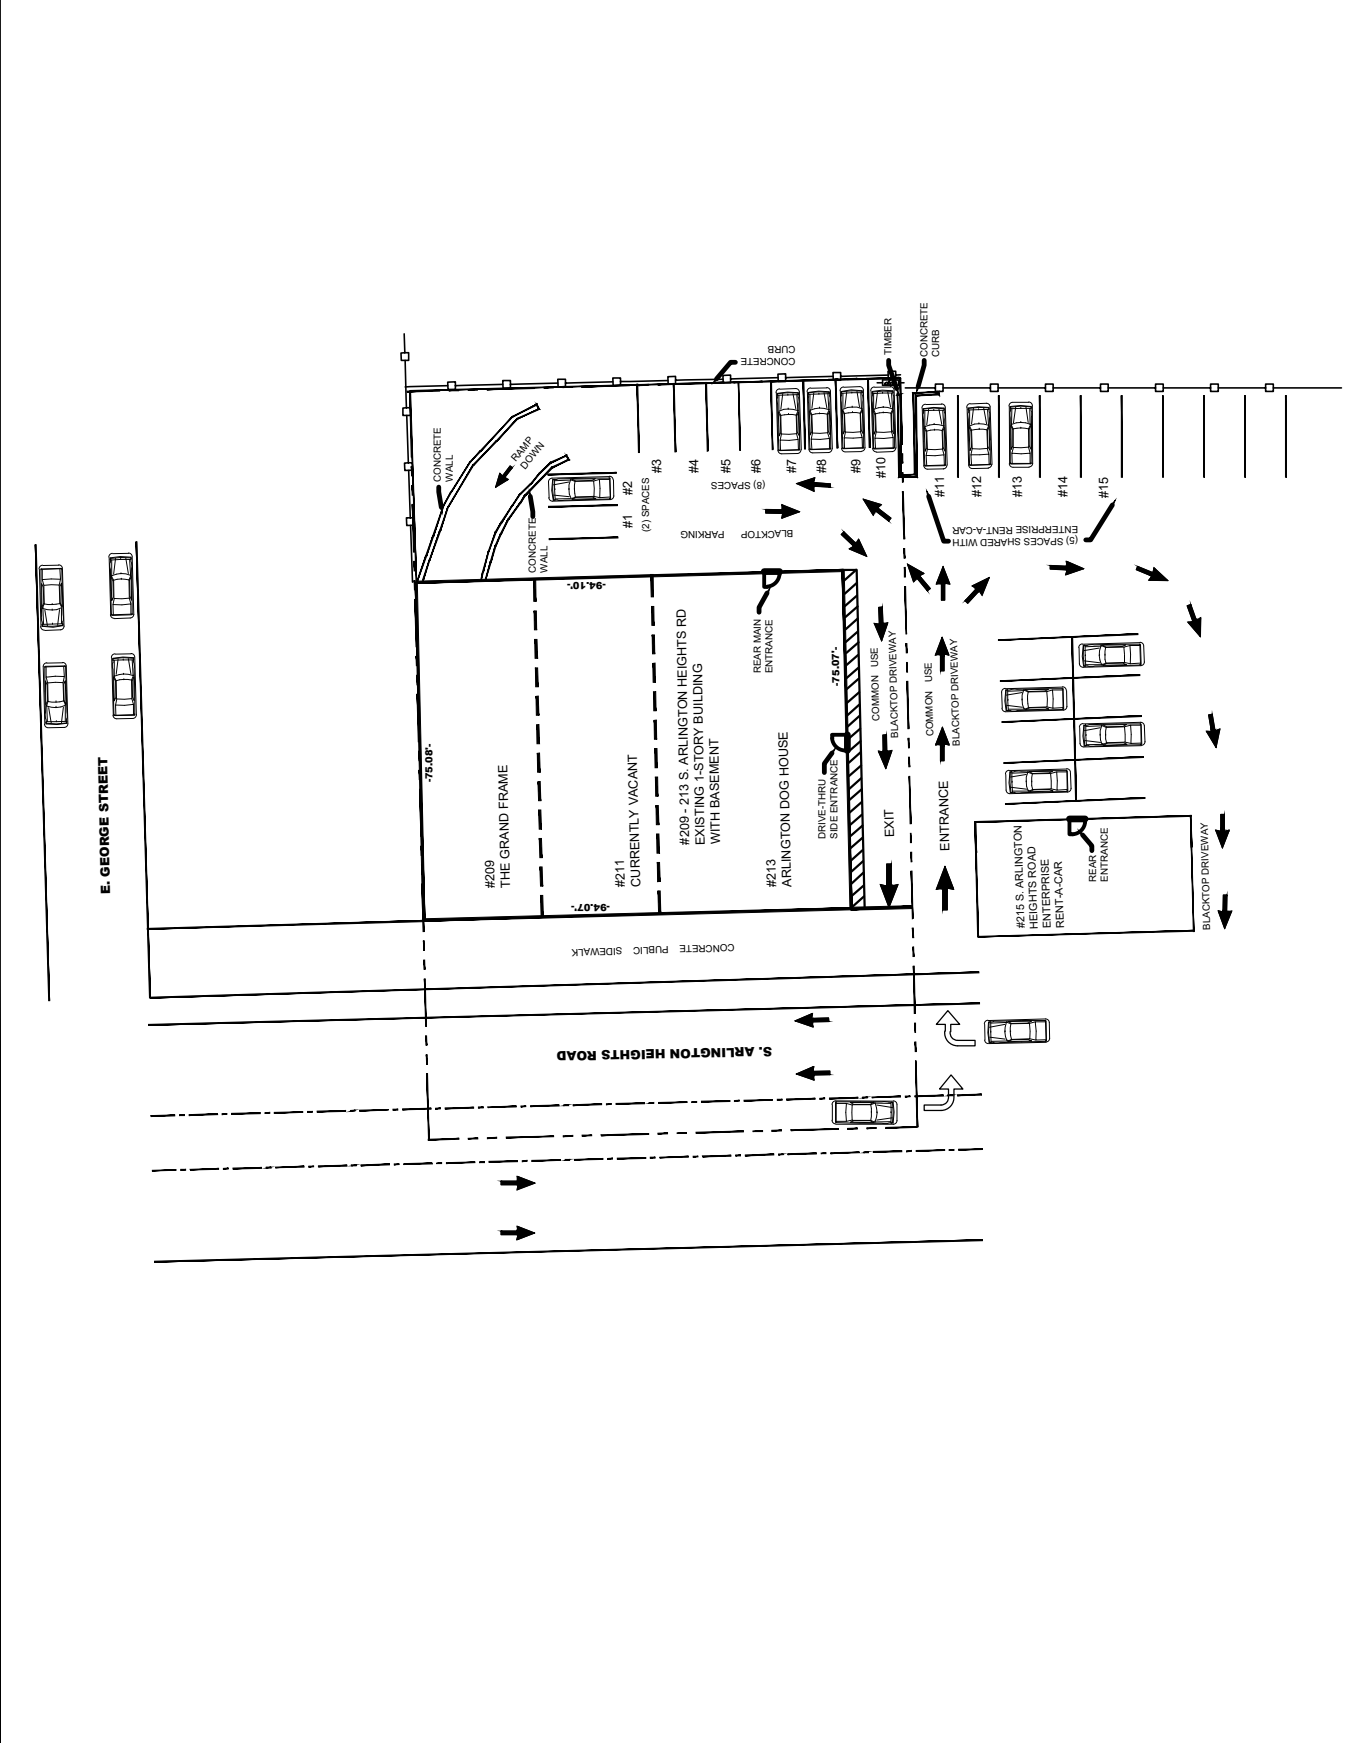 TIMBER
CONCRETE
CURB
CONCRETE
CURB
CONCRETE
WALL
RAMP
DOWN
CONCRETE
WALL
#1
#2
(2) SPACES
#3
#4
#5
#6
#7
#8
#9
#10
(8) SPACES
BLACKTOP PARKING
#11
#12
#13
#14
#15
(5) SPACES SHARED WITH
ENTERPRISE RENT-A-CAR
-94.10'-
-75.08'-
-75.07'-
-94.07'-
REAR MAIN
ENTRANCE
#209 - 213 S. ARLINGTON HEIGHTS RD
EXISTING 1-STORY BUILDING
WITH BASEMENT
#209
THE GRAND FRAME
#211
CURRENTLY VACANT
#213
ARLINGTON DOG HOUSE
DRIVE-THRU
SIDE ENTRANCE
COMMON USE
BLACKTOP DRIVEWAY
EXIT
COMMON USE
BLACKTOP DRIVEWAY
ENTRANCE
#215 S. ARLINGTON
HEIGHTS ROAD
ENTERPRISE
RENT-A-CAR
REAR
ENTRANCE
BLACKTOP DRIVEWAY
E. GEORGE STREET
CONCRETE PUBLIC SIDEWALK
S. ARLINGTON HEIGHTS ROAD